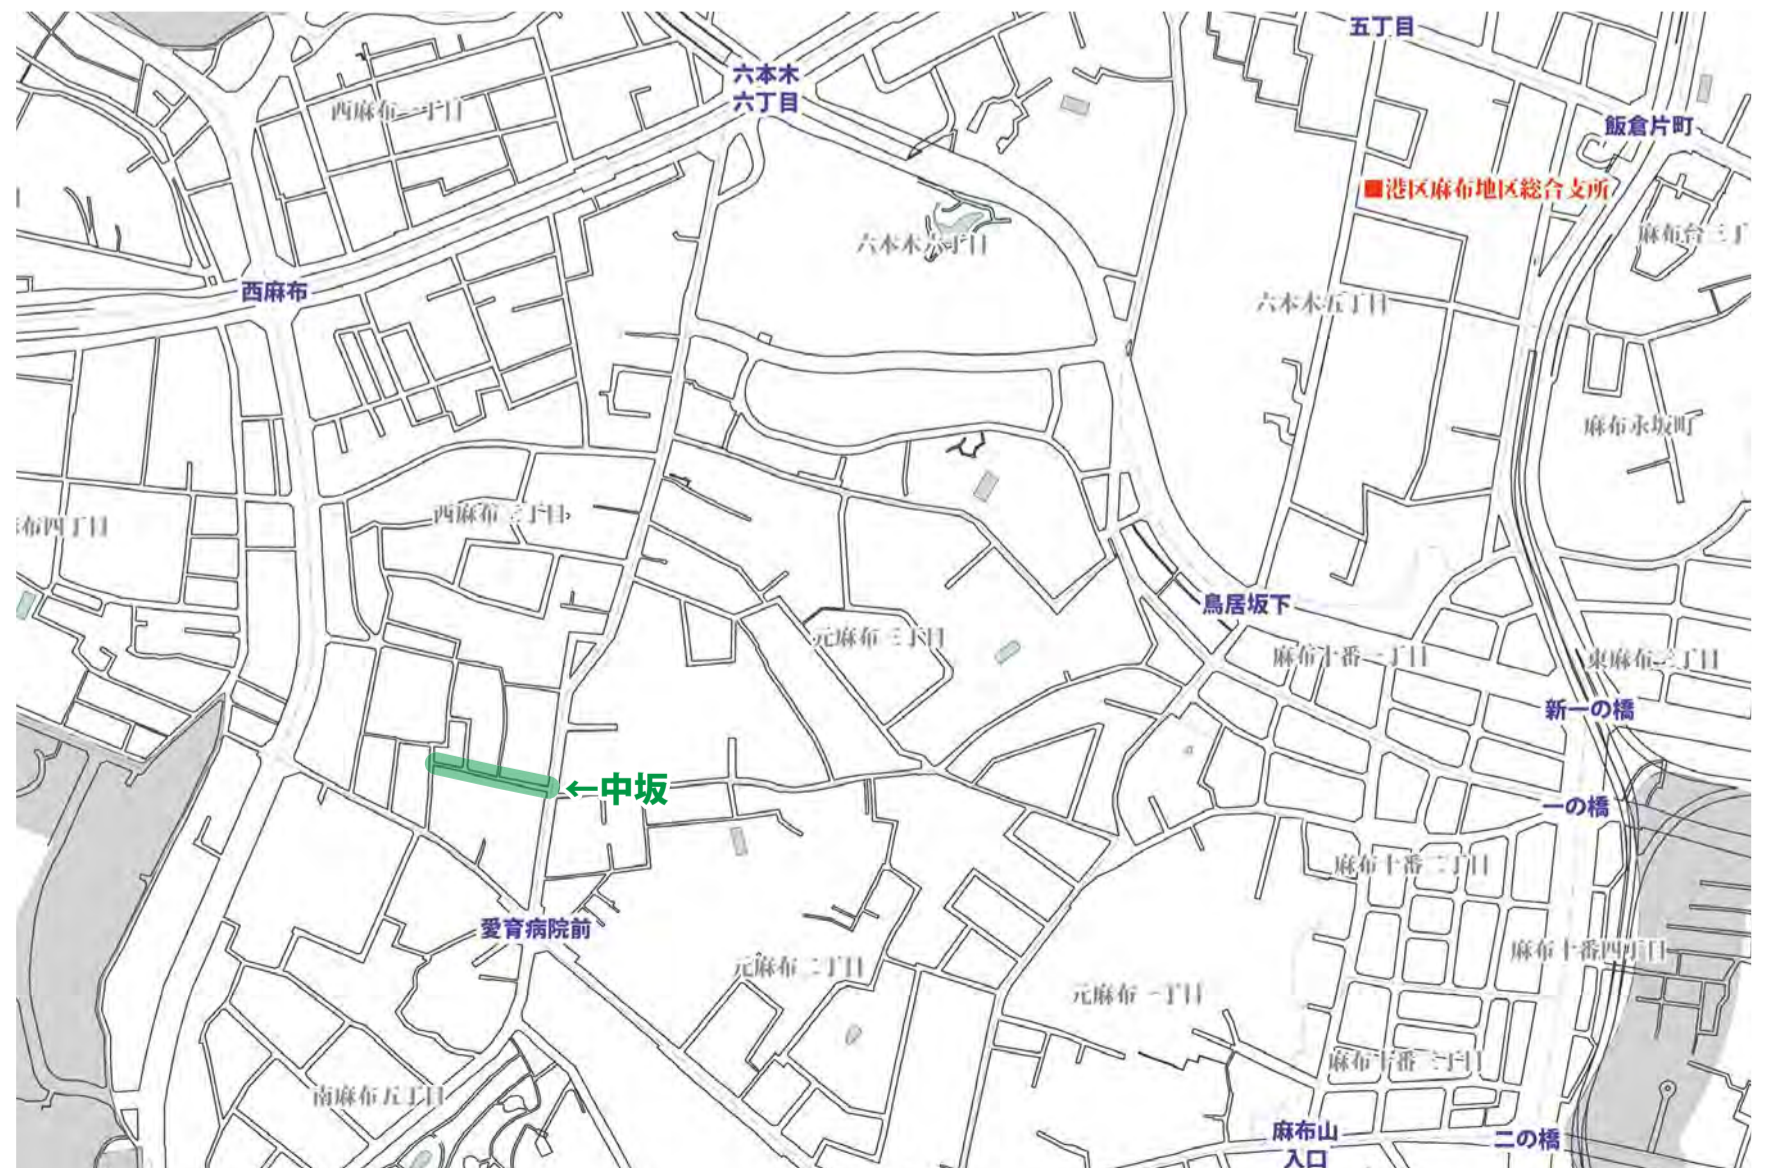 五丁目
六本木
六丁目
西麻布一丁目
飯倉片町
■港区麻布地区総合支所
麻布台三丁
六本木六丁目
西麻布
六本木五丁目
麻布永坂町
西麻布三丁目
布四丁目
鳥居坂下
元麻布三丁目
麻布十番一丁目
東麻布三丁目
新一の橋
←中坂
一の橋
麻布十番二丁目
愛育病院前
麻布十番四丁目
元麻布二丁目
元麻布一丁目
麻布十番三丁目
南麻布五丁目
麻布山
入口
二の橋